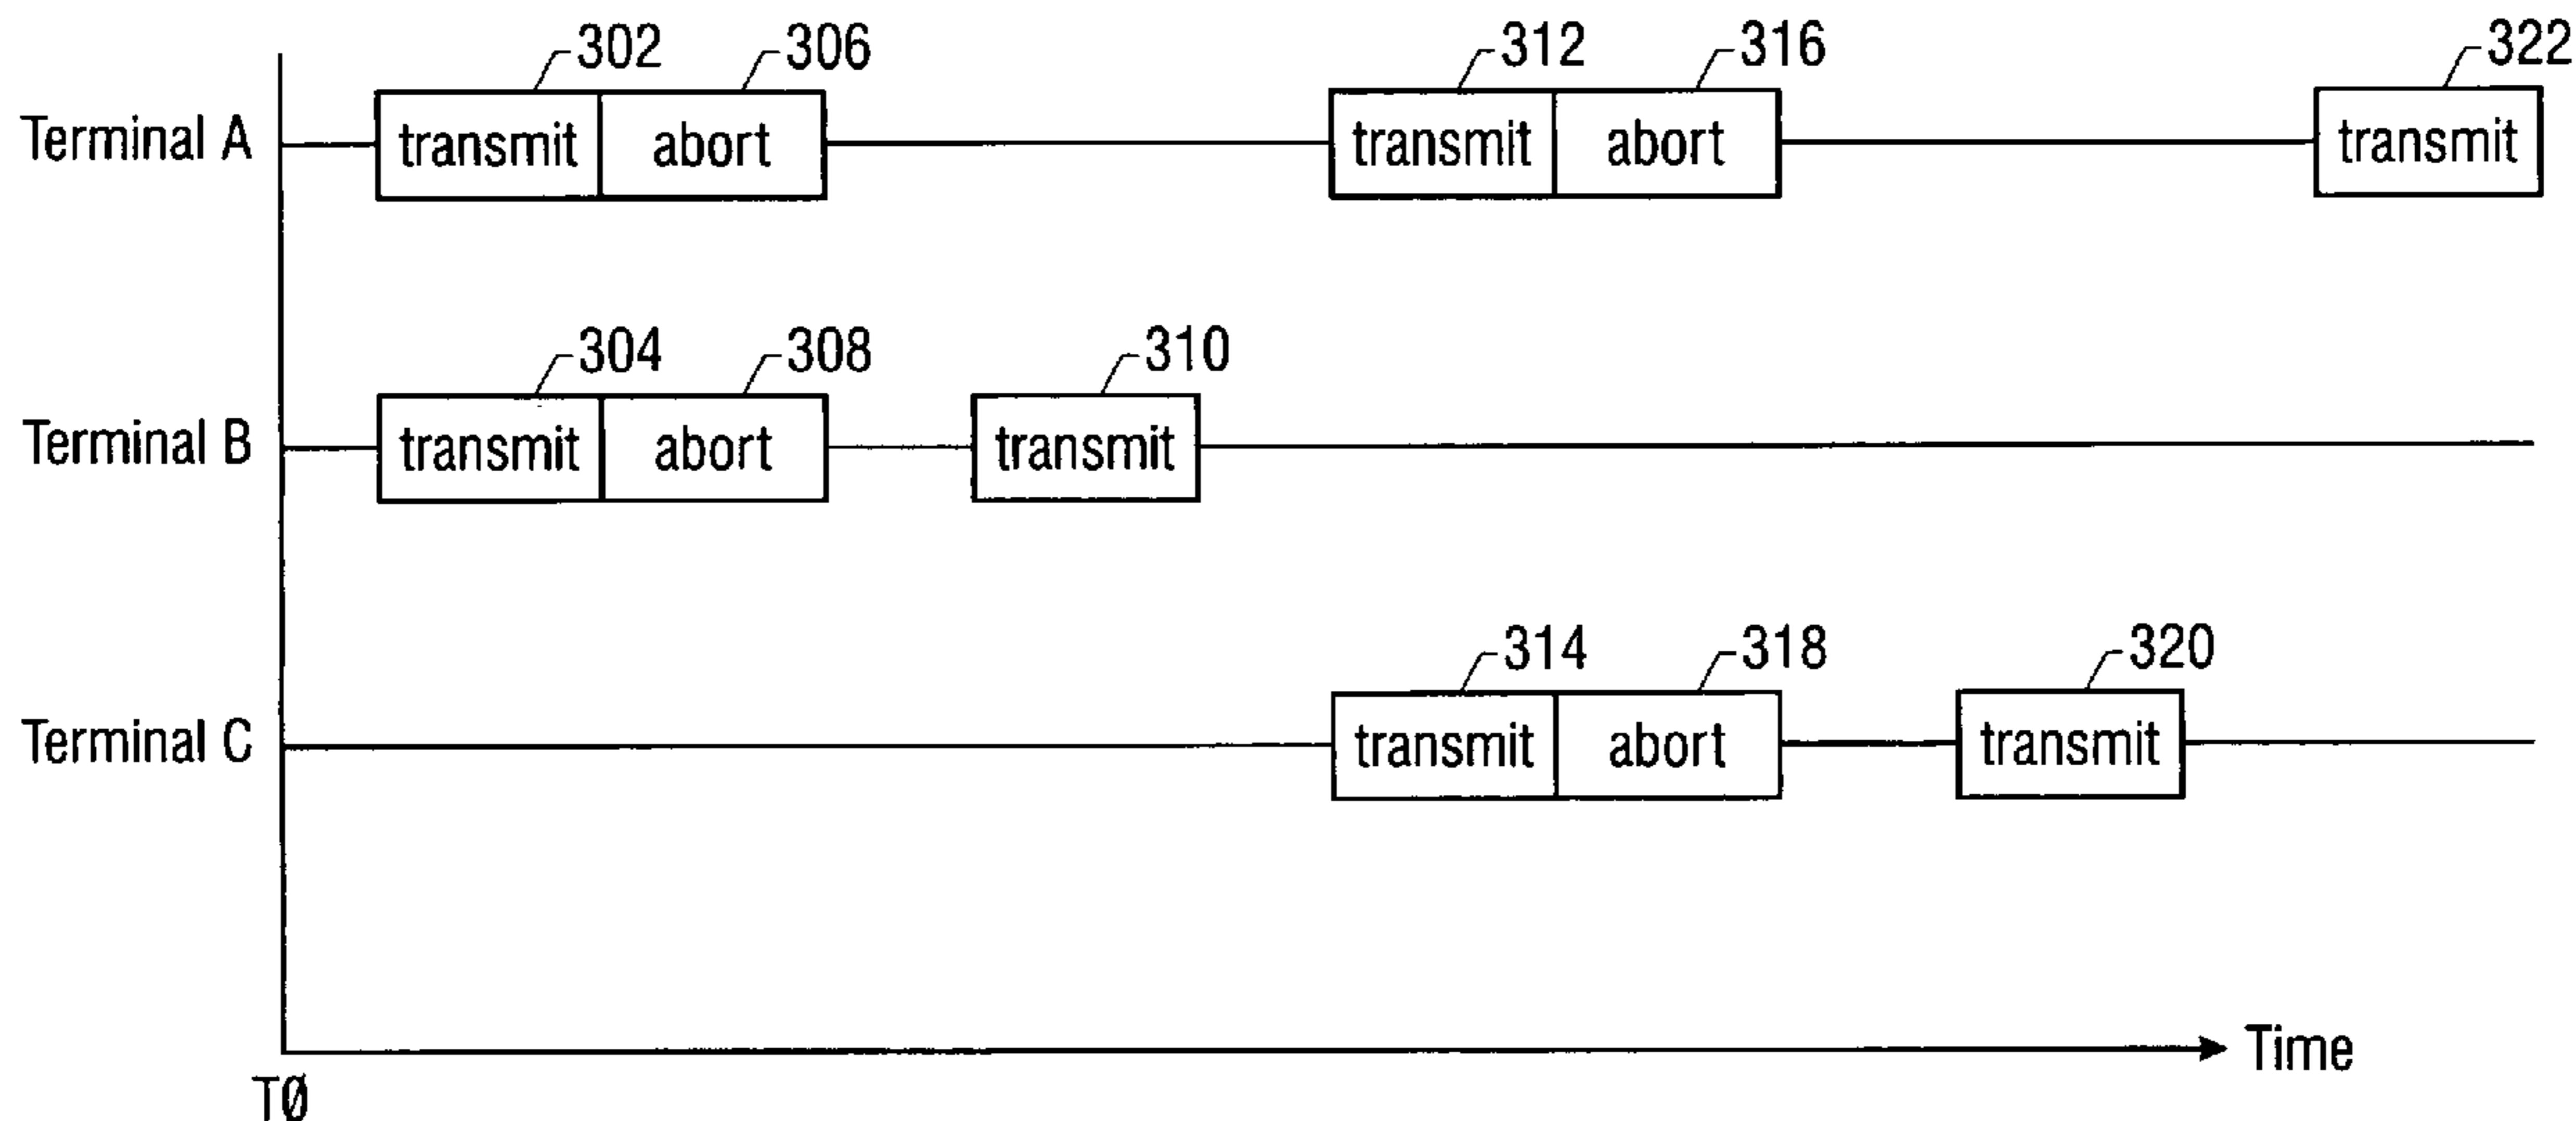 302 306 312 316 322
Terminal A transmit abort transmit abort transmit
304 308 310
Terminal B transmit abort transmit
314 318 320
Terminal C transmit abort transmit
Time
TØ